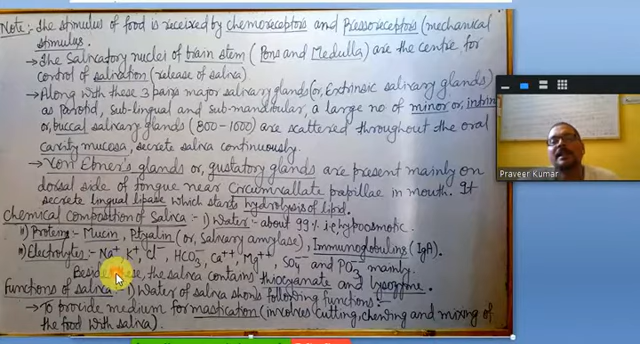 Note:- The stimulus of food is received by chemoreceptors and Pressoreceptors (mechanical
stimulus.
→ The Salivatory nuclei of brain stem (Pons and Medulla) are the centre for
control of salivation (release of saliva)
→ Along with these 3 pairs major salivary glands (or, Extrinsic salivary glands)
as Parotid, sub-lingual and sub-mandibular, a large no of minor or, intrin
or, buccal salivary glands (800-1000) are scattered throughout the oral
cavity mucosa, secrete saliva continuously.
→ Von Ebner's glands or, gustatory glands are present mainly on
dorsal side of tongue near Circumvallate papillae in mouth. It
secrete lingual lipase which starts hydrolysis of lipid.
Chemical composition of Saliva:- i) Water:- about 99% i.e, hypoosmotic.
ii) Proteins:- Mucin, Ptyalin (or, Salivary amylase), Immunoglobulins (IgA).
Electrolytes:- Na+ K+, Cl-, HCO3-, Ca++, Mg++, SO4- and PO3 mainly.
Beside these, the saliva contains thiocyanate and lysozyme.
Functions of saliva:- 1) Water of saliva shows following functions:-
→ To provide medium for mastication (involves cutting, chewing and mixing of
the food with saliva).
Praveer Kumar